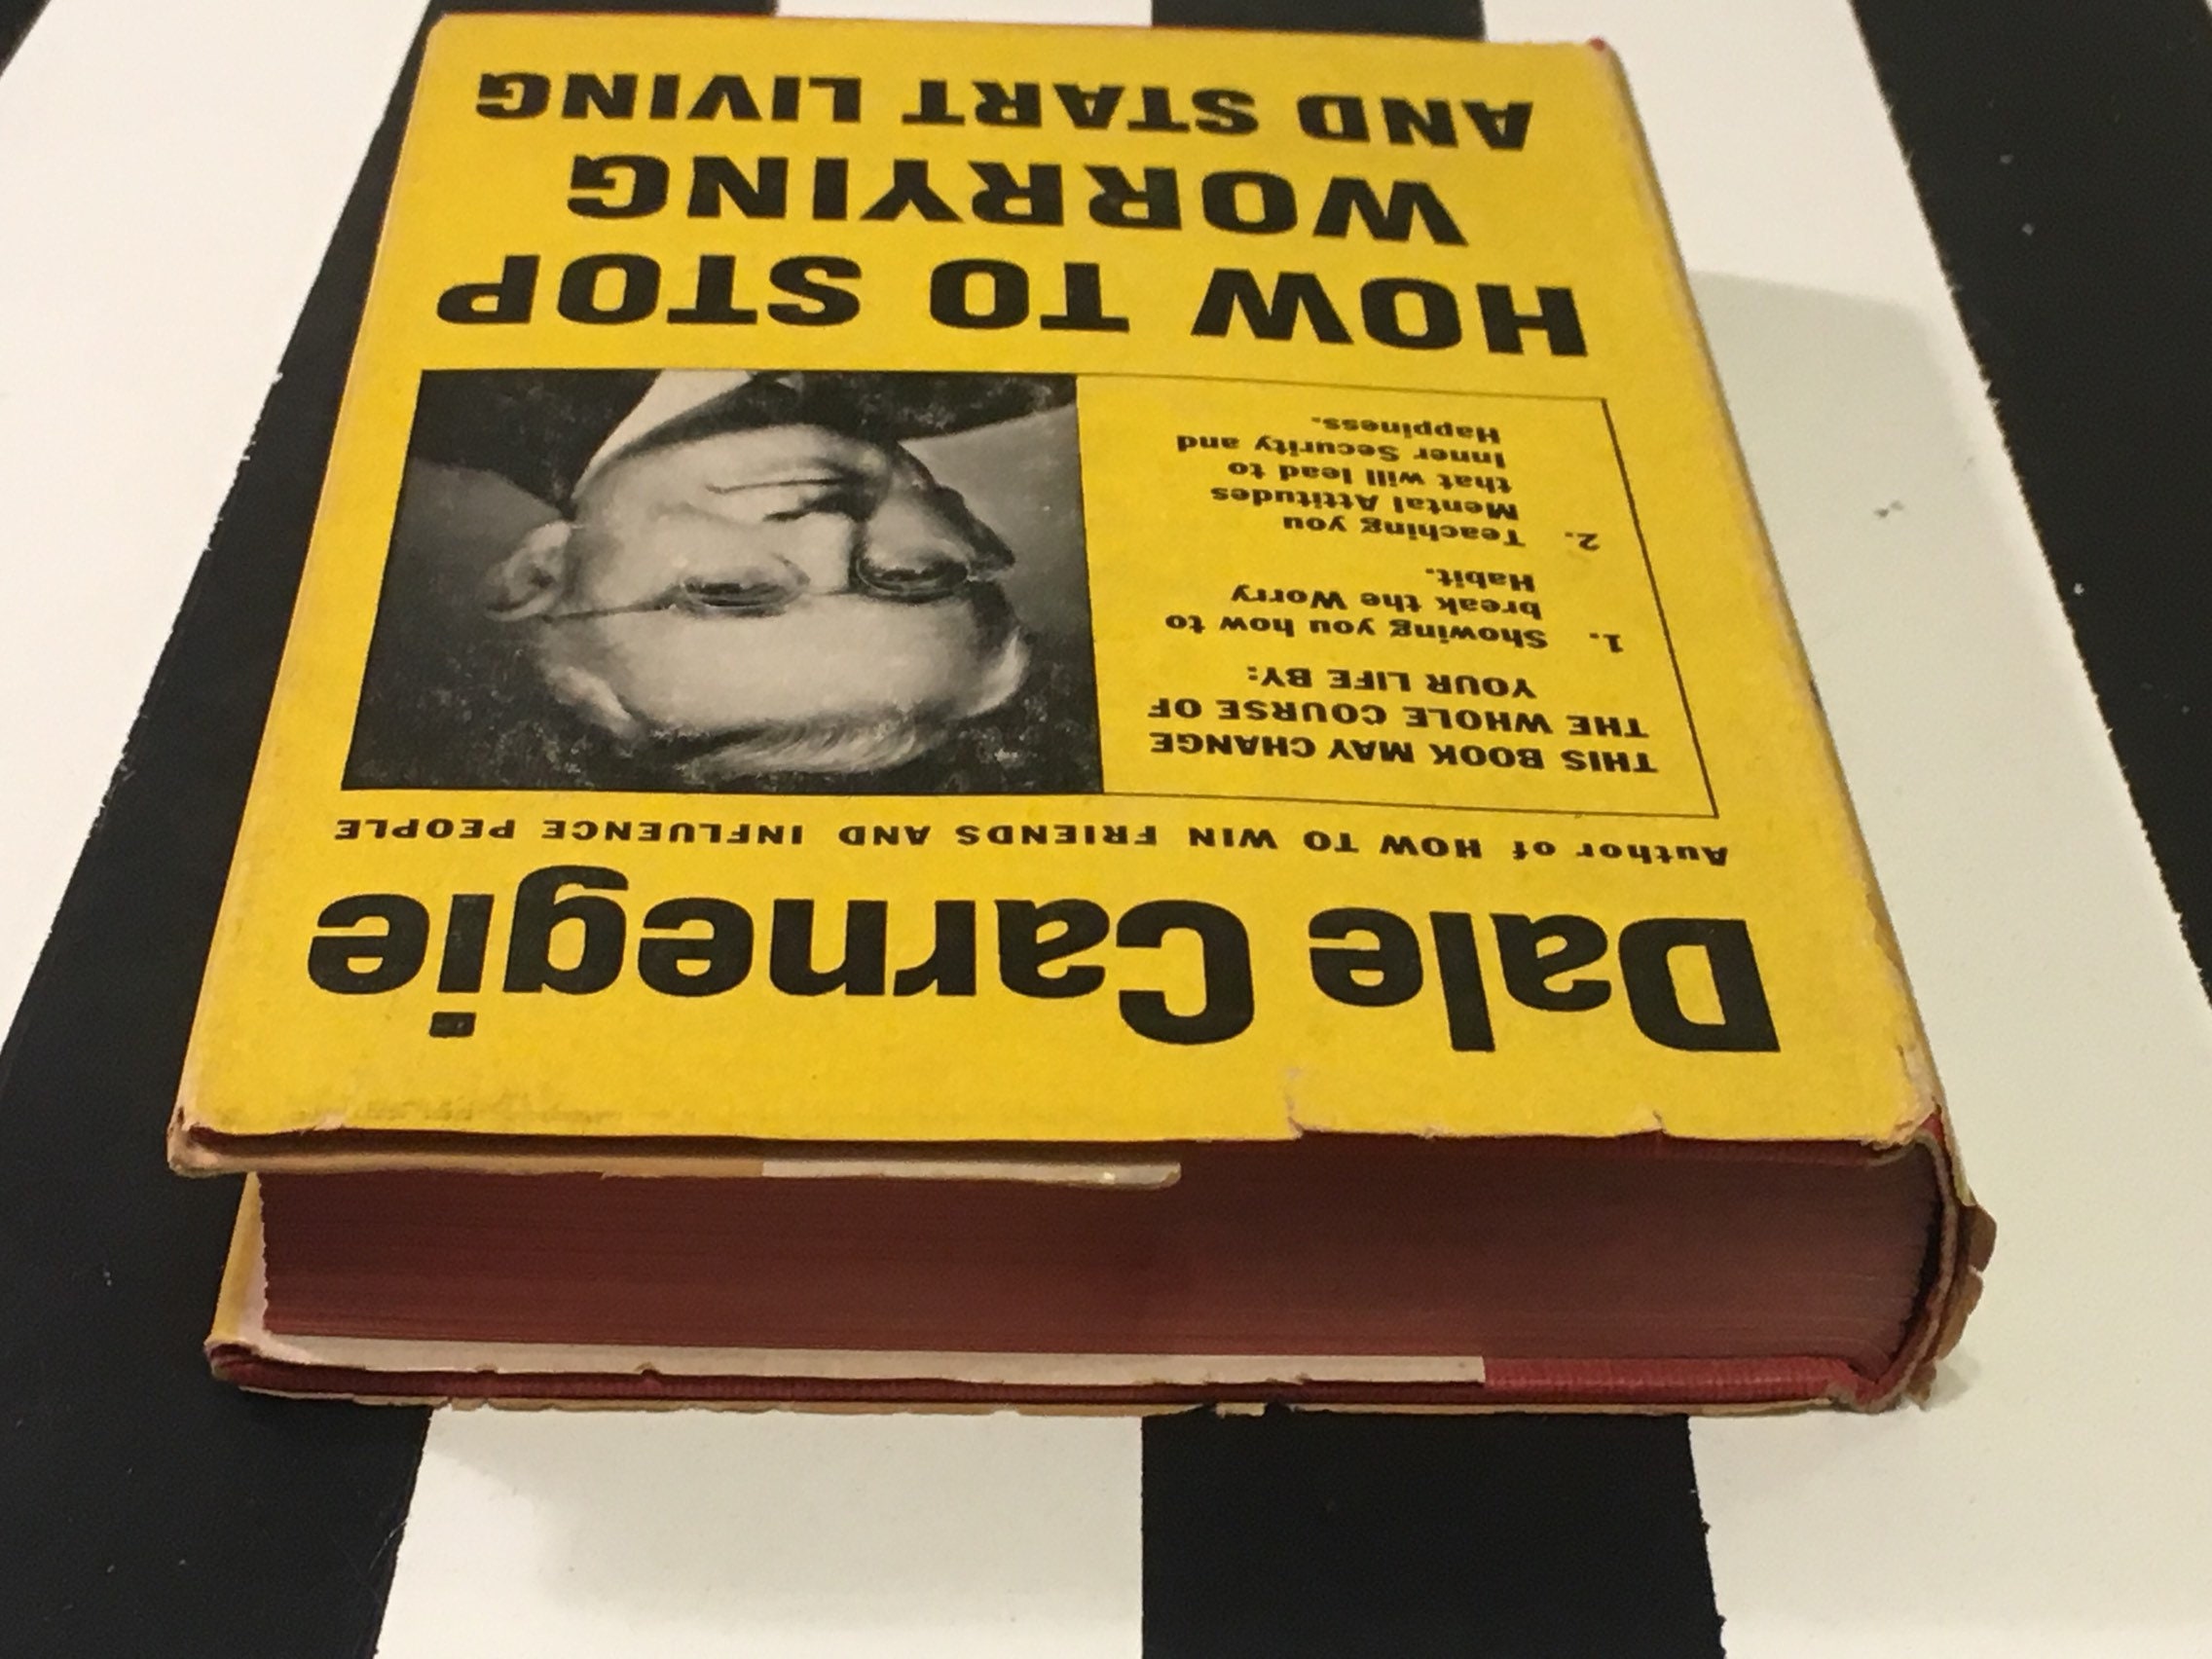 Dale Carnegie
Author of HOW TO WIN FRIENDS AND INFLUENCE PEOPLE
THIS BOOK MAY CHANGE
THE WHOLE COURSE OF
YOUR LIFE BY:
1. Showing you how to
break the Worry
Habit.
2. Teaching you
Mental Attitudes
that will lead to
Inner Security and
Happiness.
HOW TO STOP
WORRYING
AND START LIVING